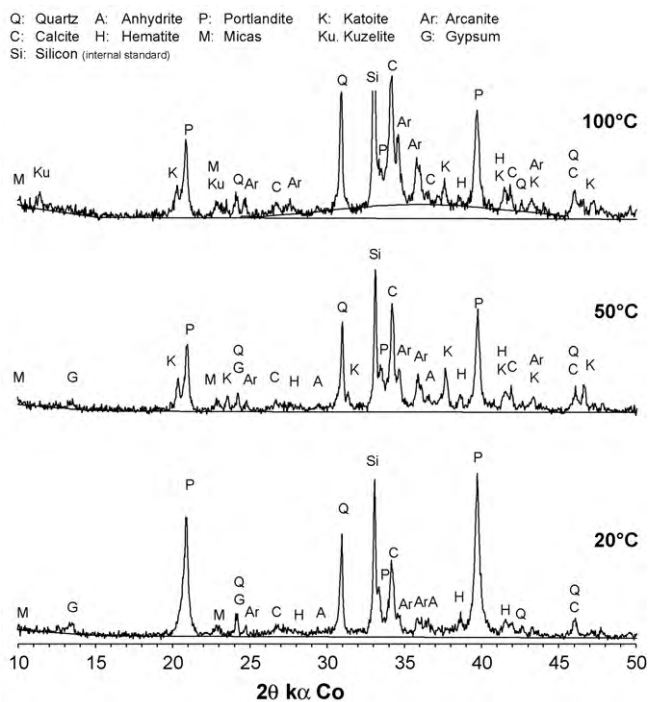 Q: Quartz A: Anhydrite P: Portlandite K: Katoite Ar: Arcanite
C: Calcite H: Hematite M: Micas Ku. Kuzelite G: Gypsum
Si: Silicon (internal standard)
Si C
Q P
100°C
P Ar
Ar
Ku K M Q P K H C Q Ar Q
M Ku Ar C Ar C H K K C K
Si
C
Q P
50°C
P
K Q P Ar Ar K H C Ar Q
M G M K G Ar C H A K A H K K C K
P
Si
Q C
20°C
P
Q Ar H Q
M G M G Ar C H A Ar A H Q C
10 15 20 25 30 35 40 45 50
2θ kα Co